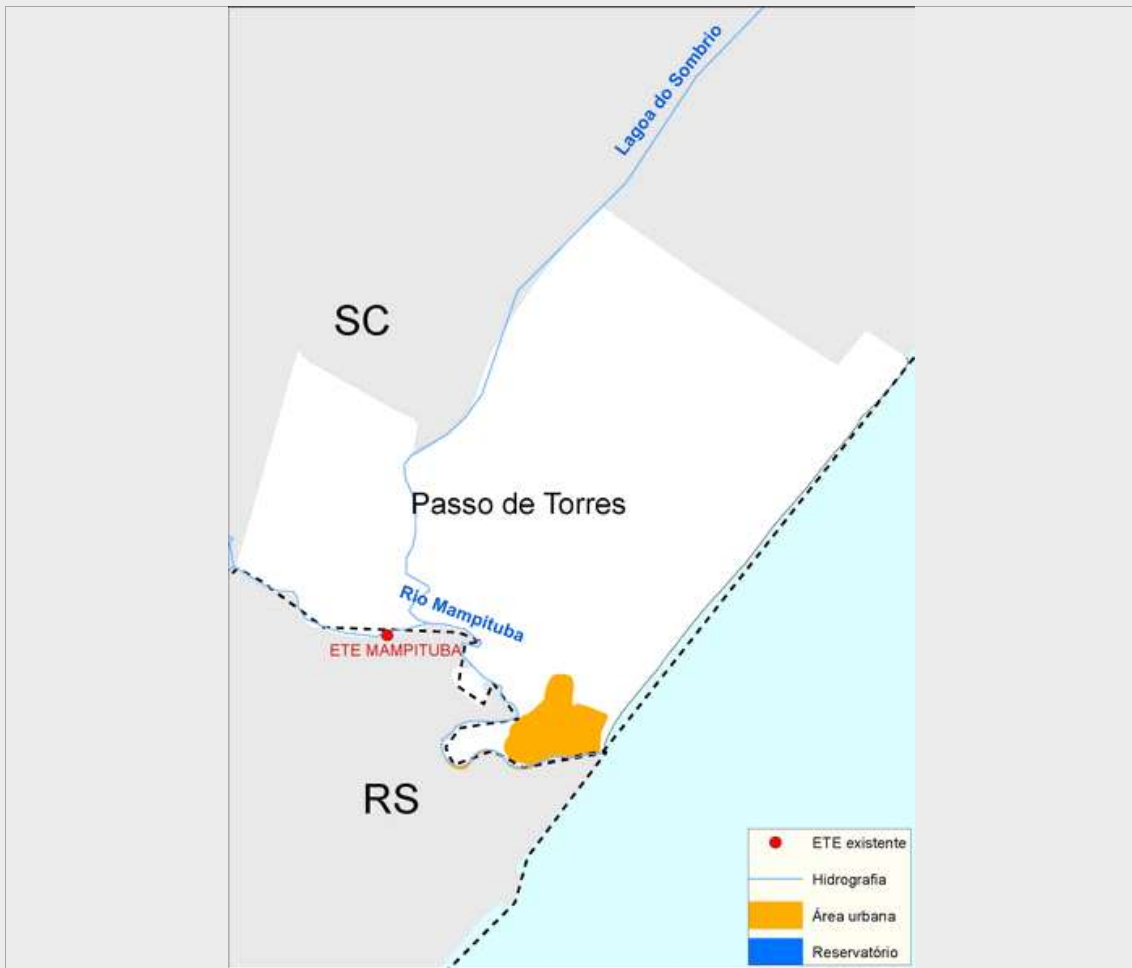 Lagoa do Sombrio
SC
Passo de Torres
Rio Mampituba
ETE MAMPITUBA
RS
ETE existente
Hidrografia
Área urbana
Reservatório